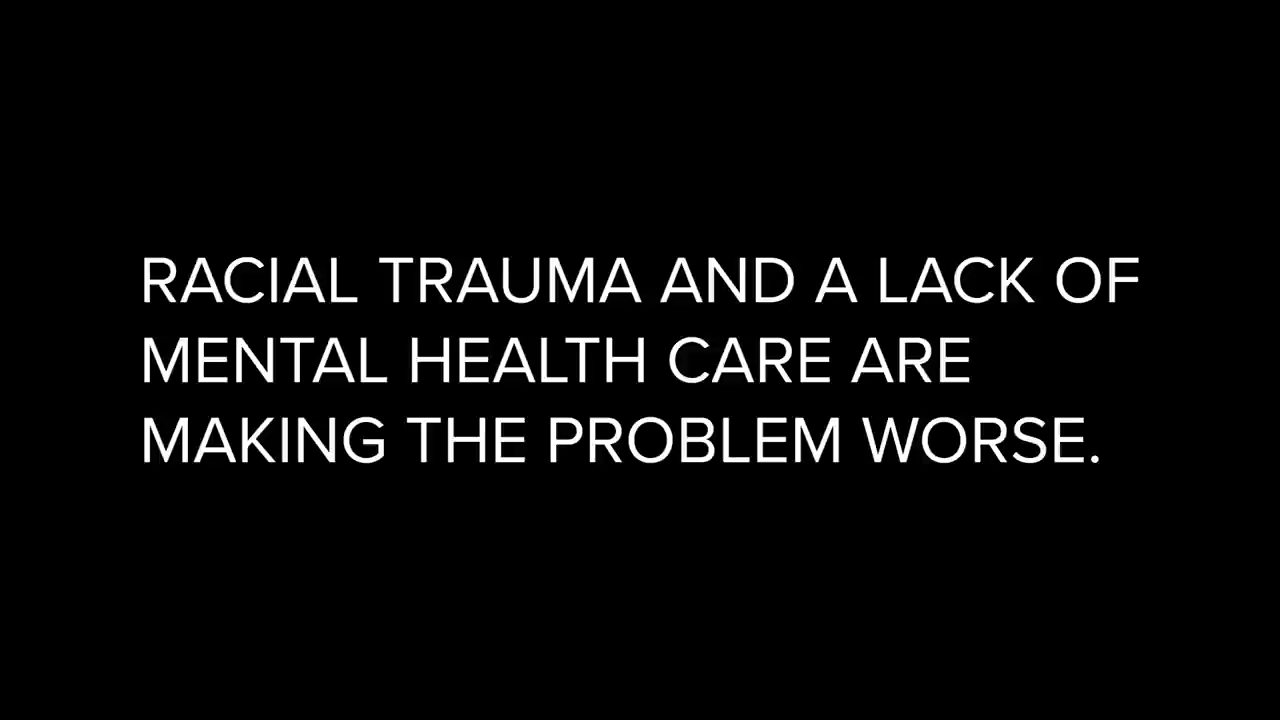 RACIAL TRAUMA AND A LACK OF
MENTAL HEALTH CARE ARE
MAKING THE PROBLEM WORSE.